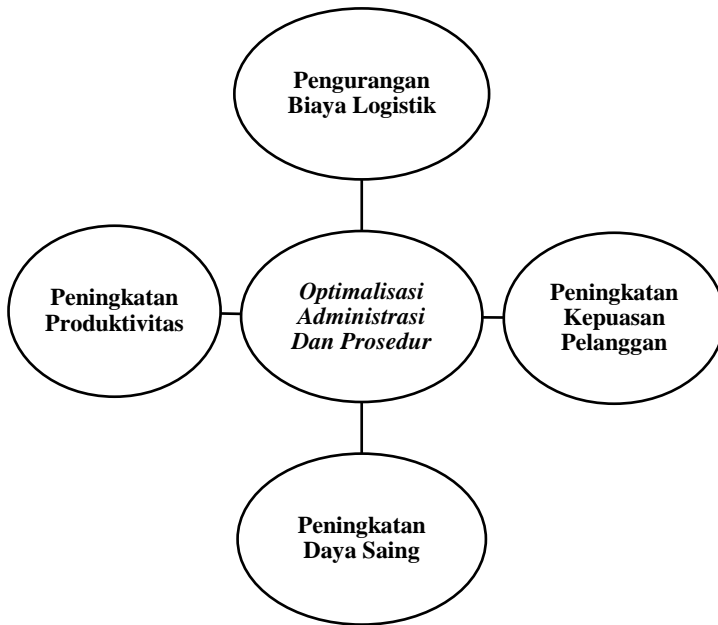 Pengurangan
Biaya Logistik
Peningkatan
Produktivitas
Optimalisasi
Administrasi
Dan Prosedur
Peningkatan
Kepuasan
Pelanggan
Peningkatan
Daya Saing